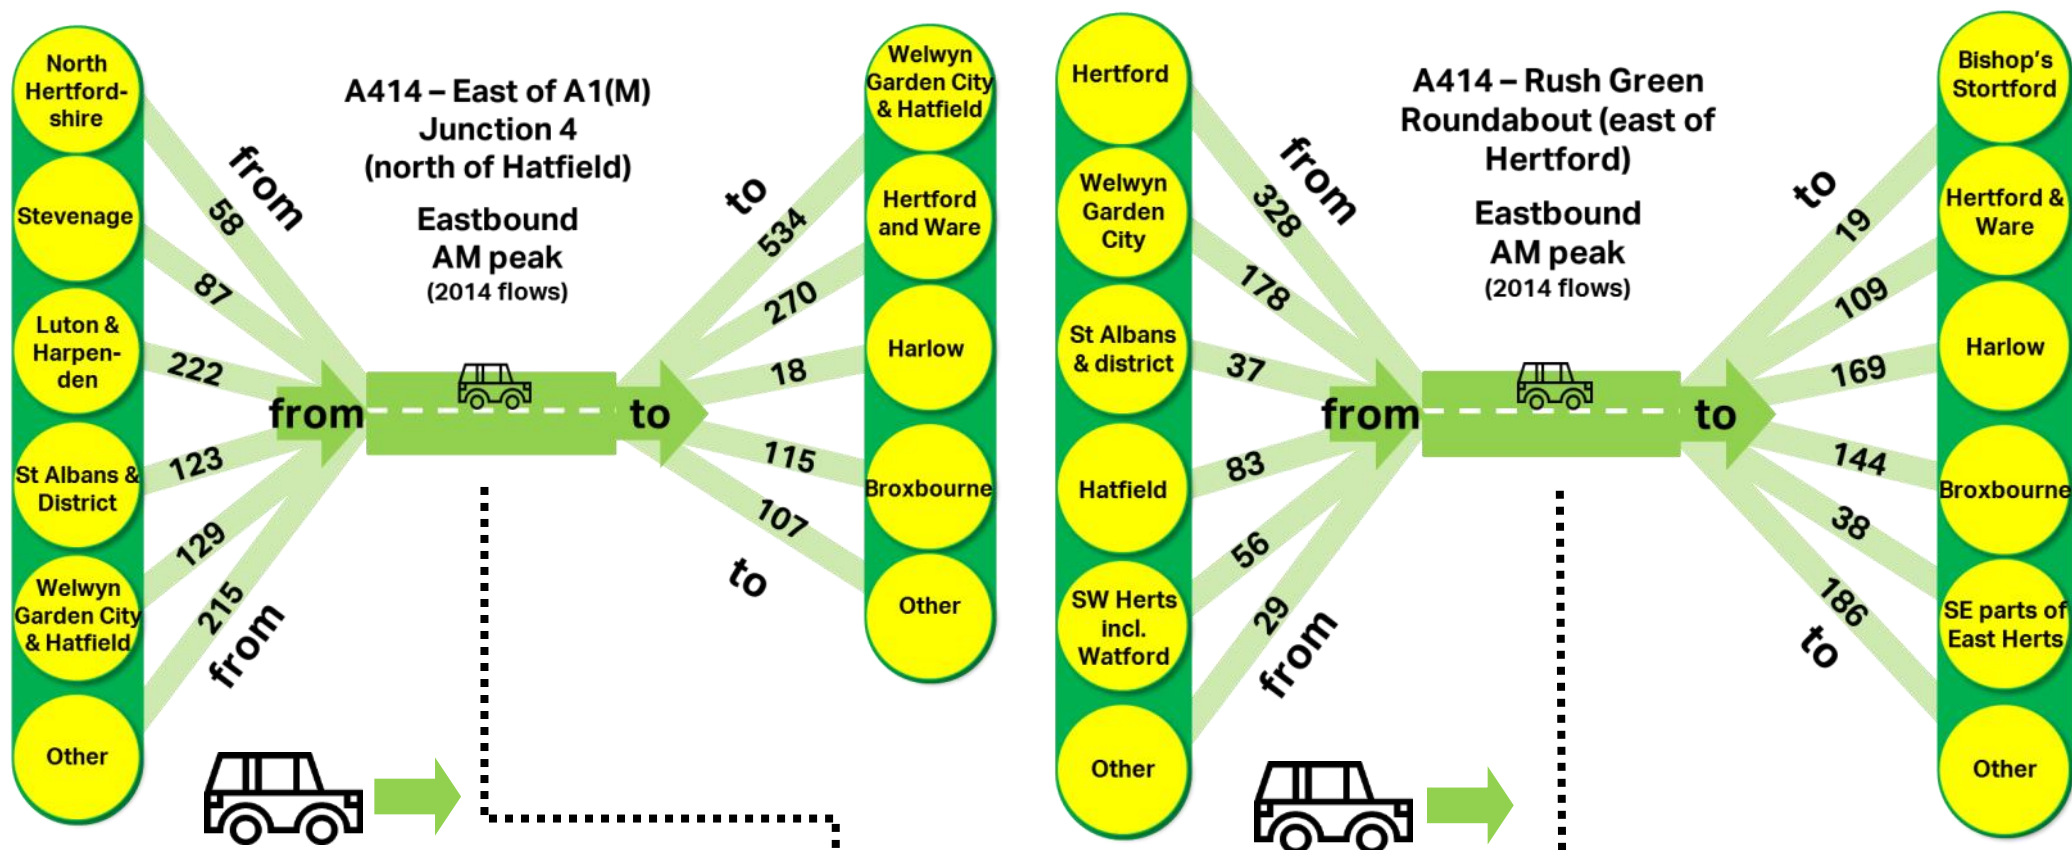 North
Hertford-
shire
Stevenage
Luton &
Harpen-
den
St Albans &
District
Welwyn
Garden City
& Hatfield
Other
from
58
87
222
123
129
215
from
from
A414 – East of A1(M)
Junction 4
(north of Hatfield)
Eastbound
AM peak
(2014 flows)
to
to
534
270
18
115
107
to
Welwyn
Garden City
& Hatfield
Hertford
and Ware
Harlow
Broxbourne
Other
Hertford
Welwyn
Garden
City
St Albans
& district
Hatfield
SW Herts
incl.
Watford
Other
from
328
178
37
83
56
29
from
from
A414 – Rush Green
Roundabout (east of
Hertford)
Eastbound
AM peak
(2014 flows)
to
to
19
109
169
144
38
186
to
Bishop's
Stortford
Hertford &
Ware
Harlow
Broxbourne
SE parts of
East Herts
Other